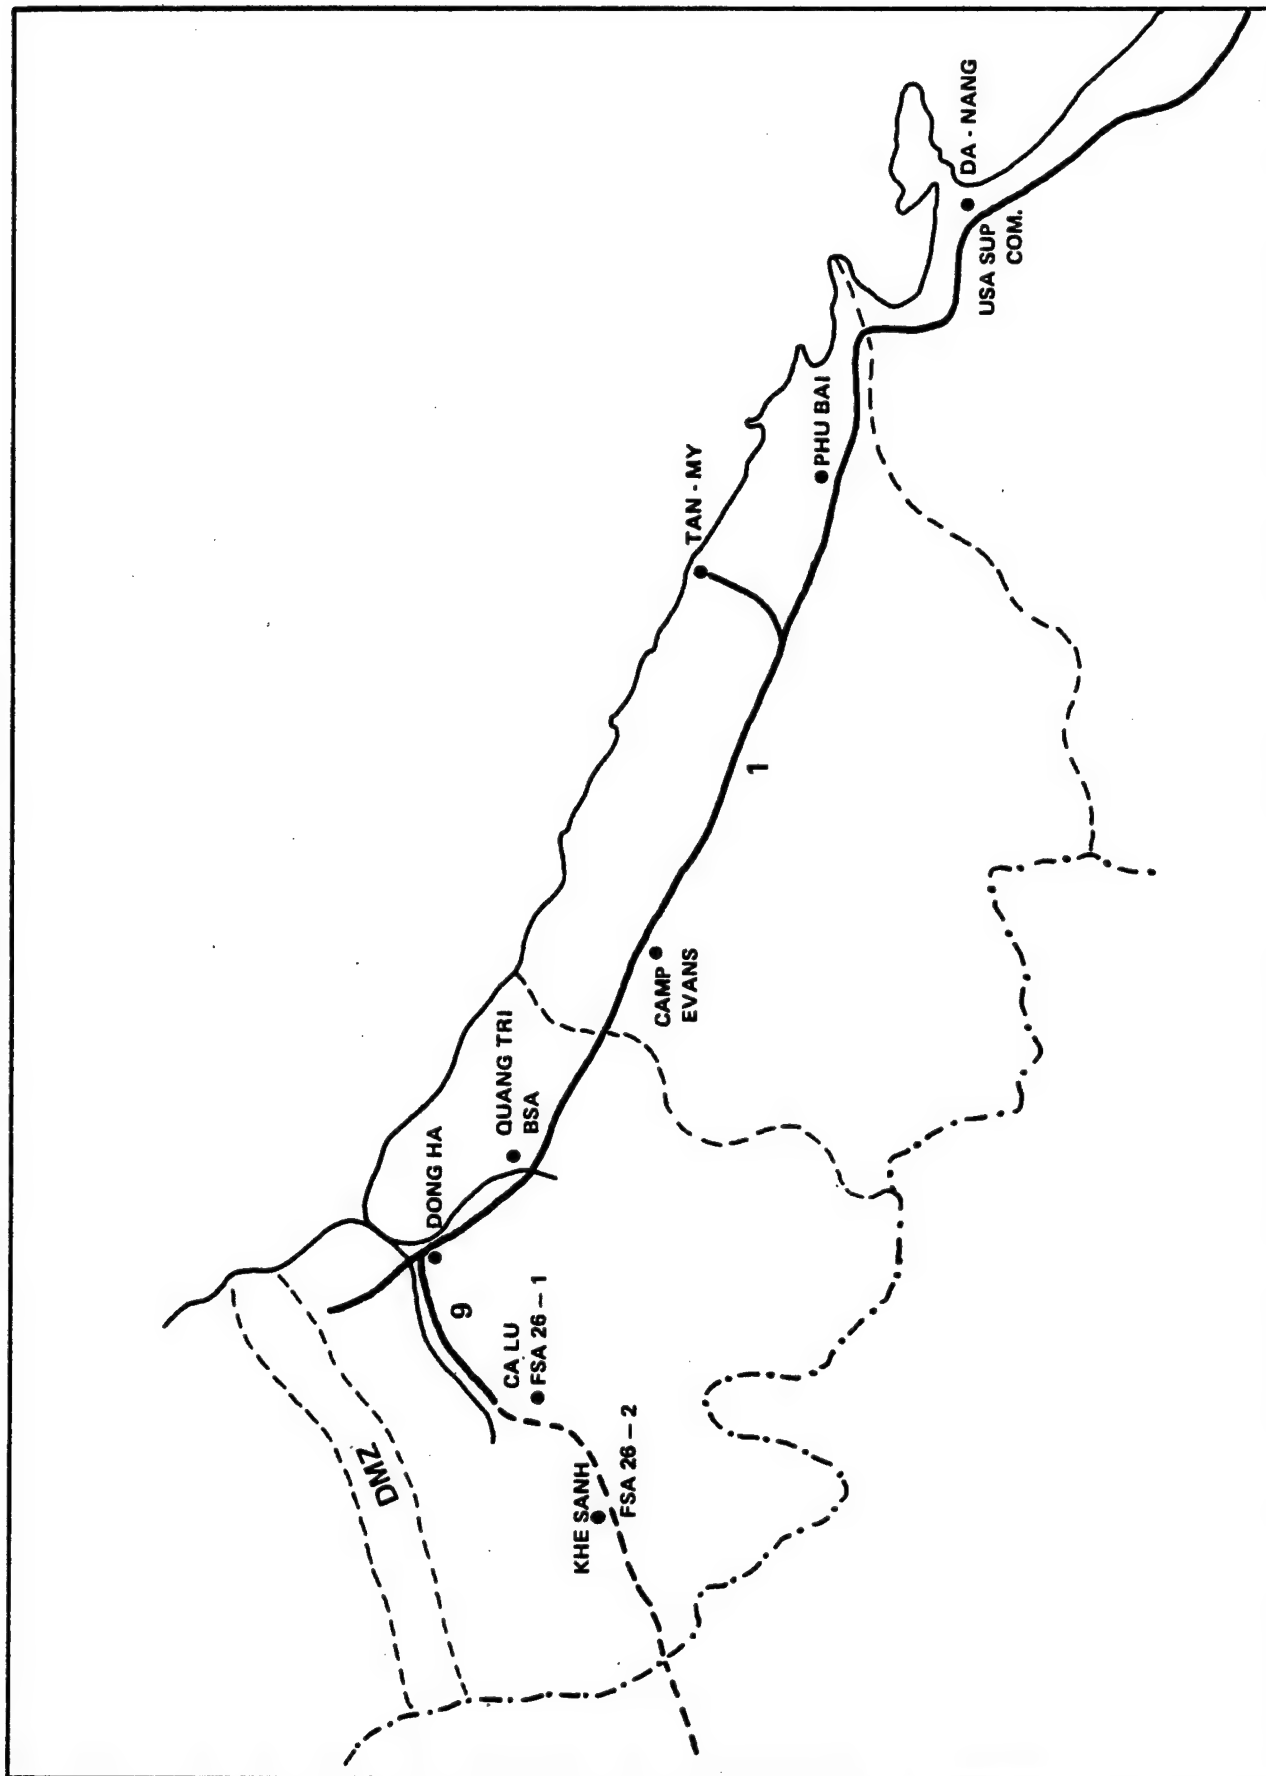 DMZ
9
DONG HA
QUANG TRI
BSA
CA LU
FSA 26 – 1
KHE SANH
FSA 26 – 2
CAMP
EVANS
1
TAN - MY
PHU BAI
DA - NANG
USA SUP
COM.